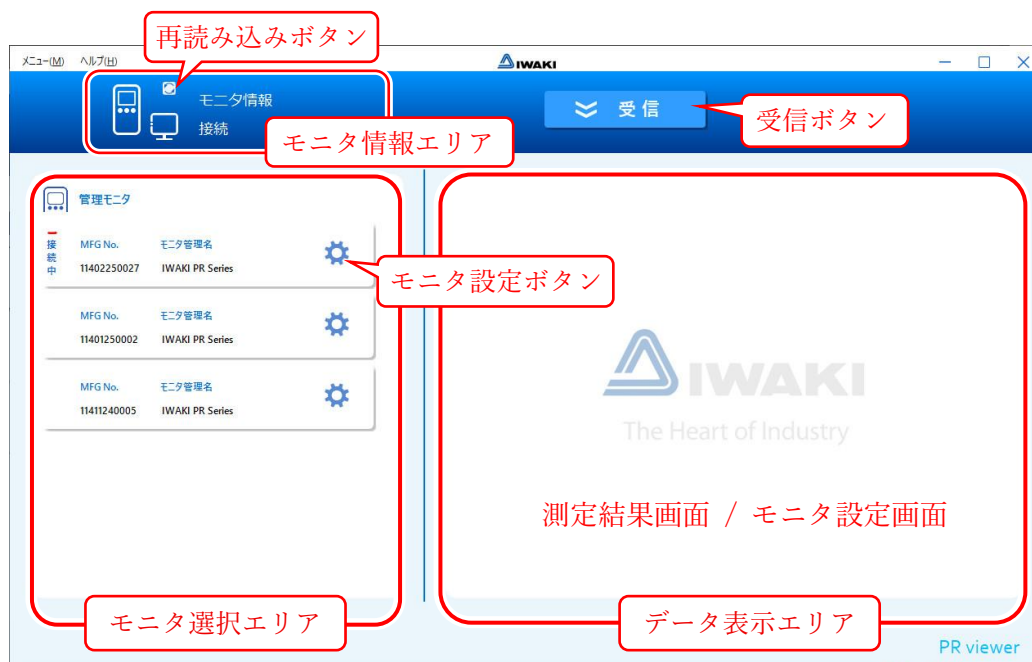 再読み込みボタン
メニュー(M) ヘルプ(H)
IWAKI
モニタ情報
接続
受信
受信ボタン
モニタ情報エリア
管理モニタ
接続中
MFG No. モニタ管理名
11402250027 IWAKI PR Series
モニタ設定ボタン
MFG No. モニタ管理名
11401250002 IWAKI PR Series
MFG No. モニタ管理名
11411240005 IWAKI PR Series
IWAKI
The Heart of Industry
測定結果画面 / モニタ設定画面
モニタ選択エリア
データ表示エリア
PR viewer